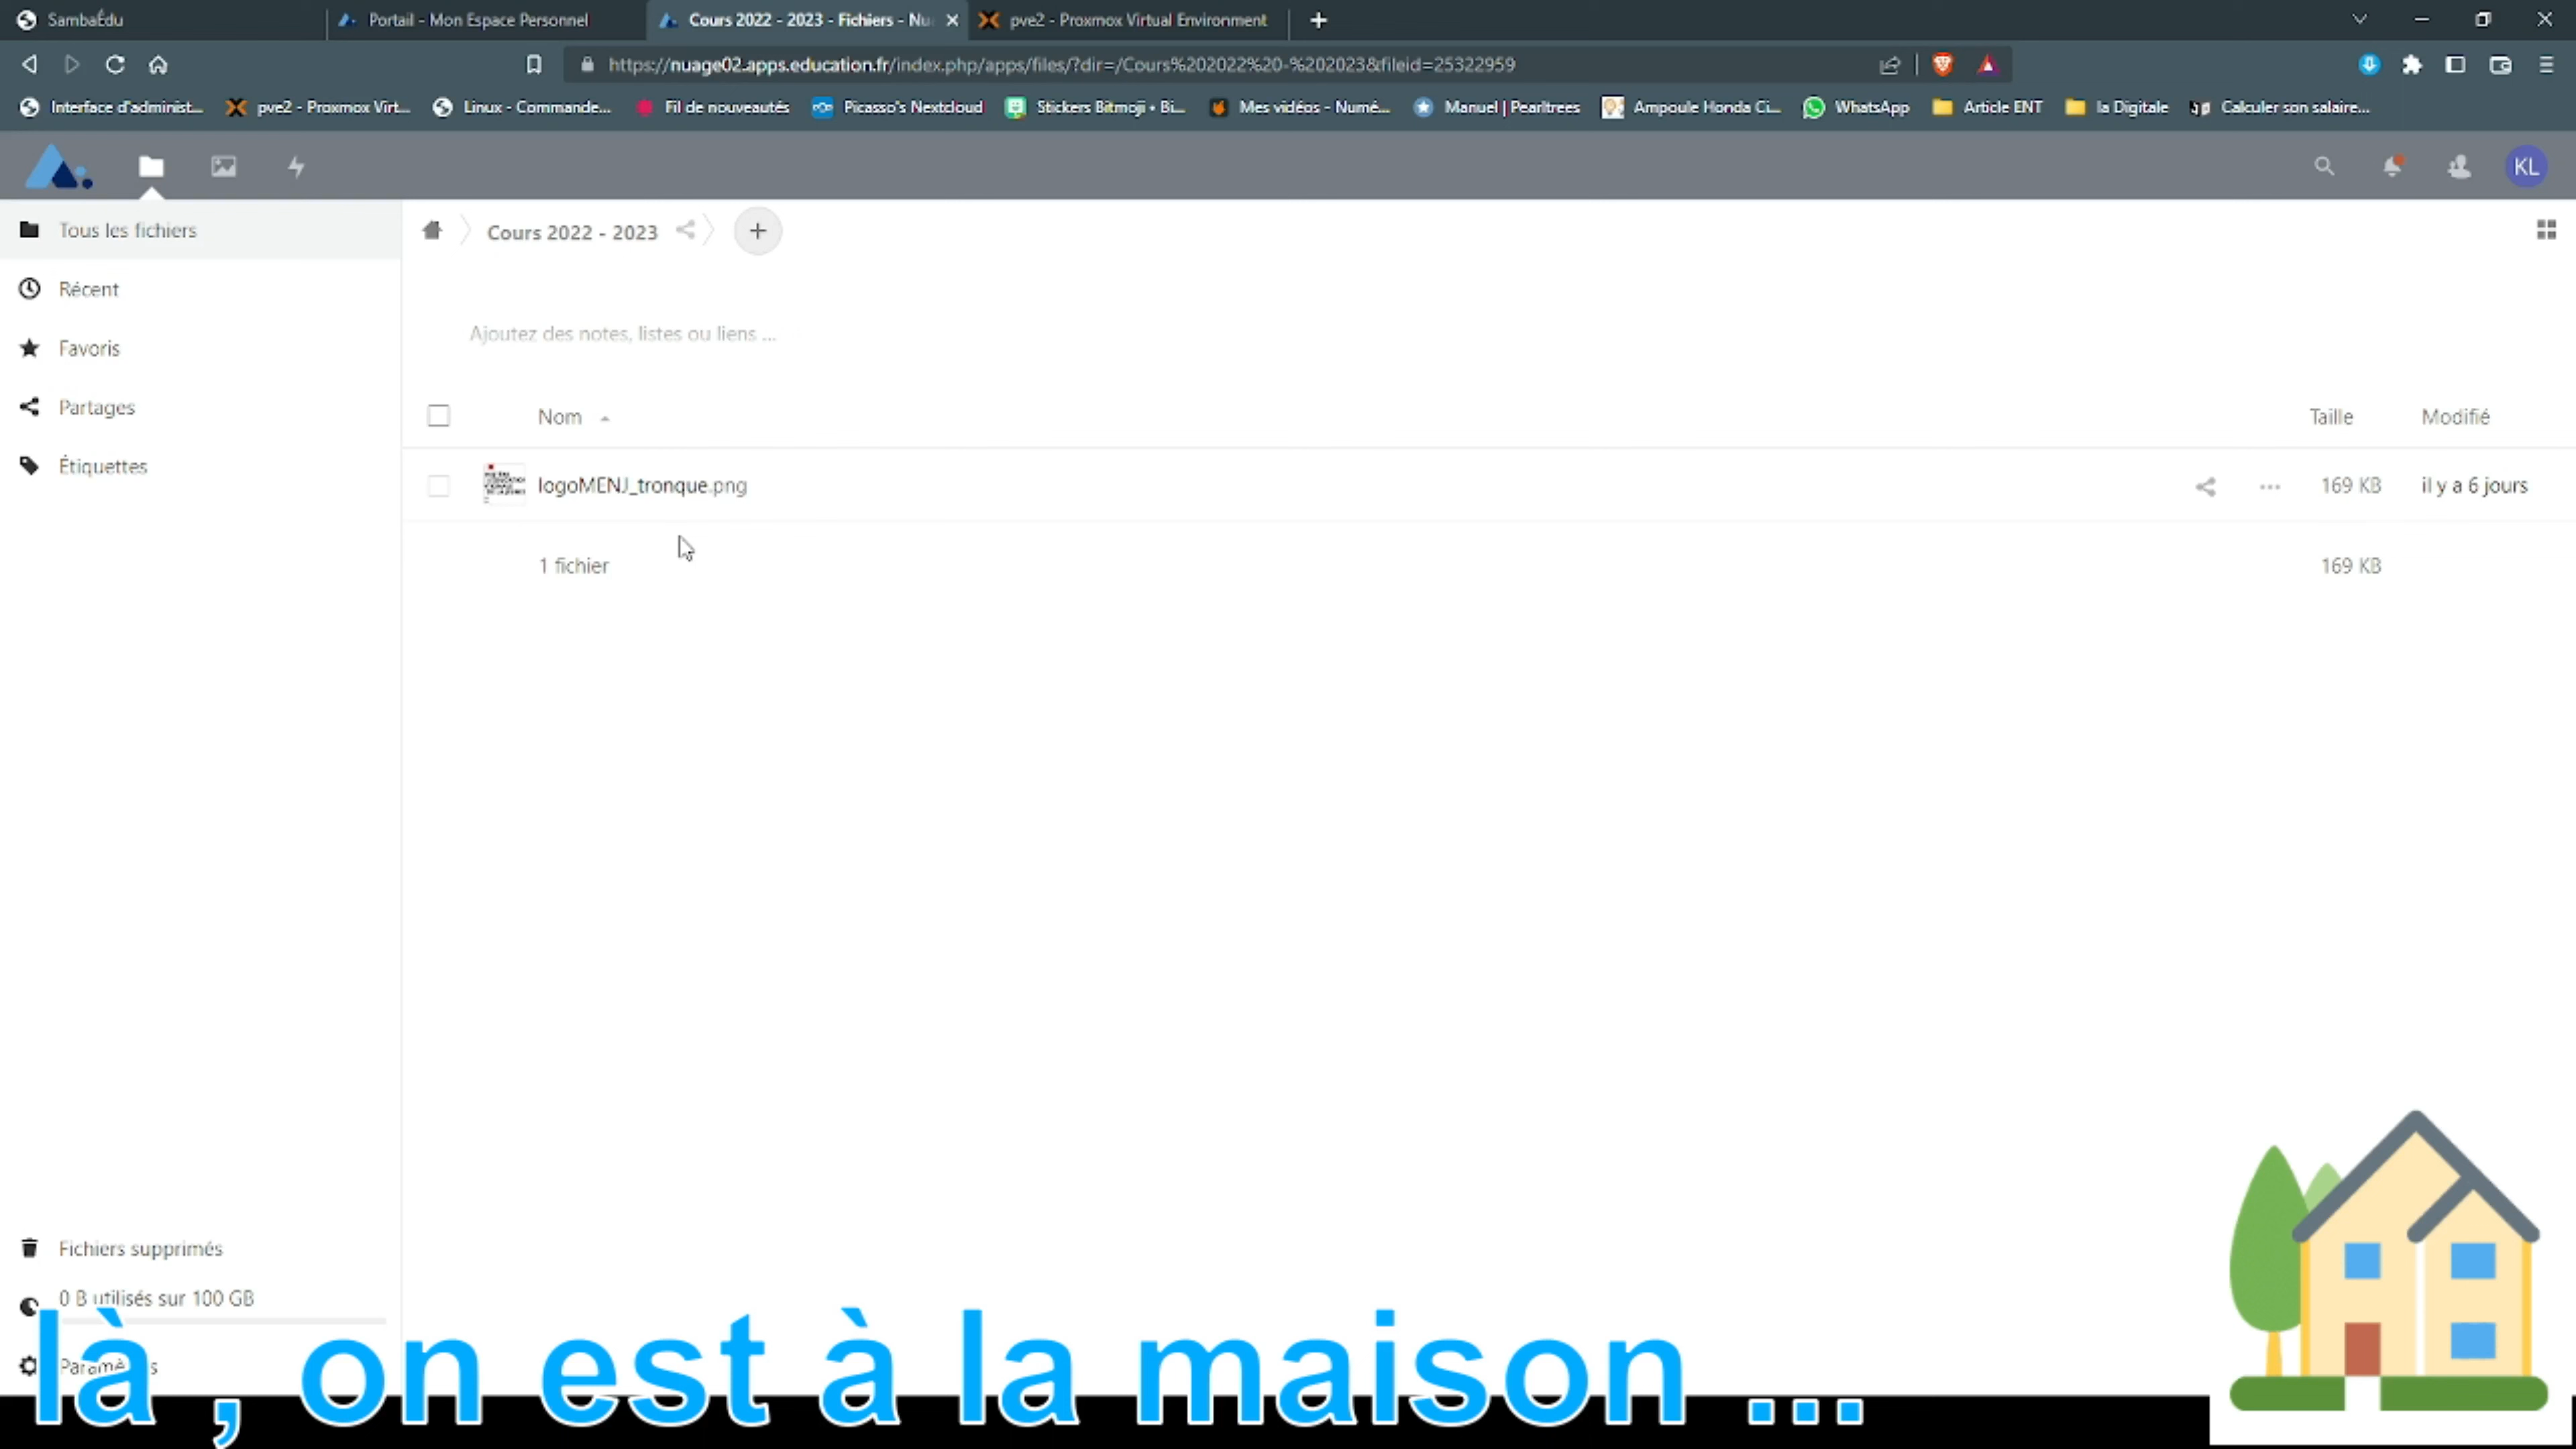 SambaÉdu
Portail - Mon Espace Personnel
Cours 2022 - 2023 - Fichiers - Nu
pve2 - Proxmox Virtual Environment
https://nuage02.apps.education.fr/index.php/apps/files/?dir=/Cours%202022%20-%202023&fileid=25322959
Interface d'administ...
pve2 - Proxmox Virt...
Linux - Commande...
Fil de nouveautés
Picasso's Nextcloud
Stickers Bitmoji • Bi...
Mes vidéos - Numé...
Manuel | Pearltrees
Ampoule Honda Ci...
WhatsApp
Article ENT
la Digitale
Calculer son salaire...
KL
Tous les fichiers
Récent
Favoris
Partages
Étiquettes
Cours 2022 - 2023
Ajoutez des notes, listes ou liens ...
Nom
Taille
Modifié
logoMENJ_tronque.png
169 KB
il y a 6 jours
1 fichier
169 KB
Fichiers supprimés
0 B utilisés sur 100 GB
là , on est à la maison ...